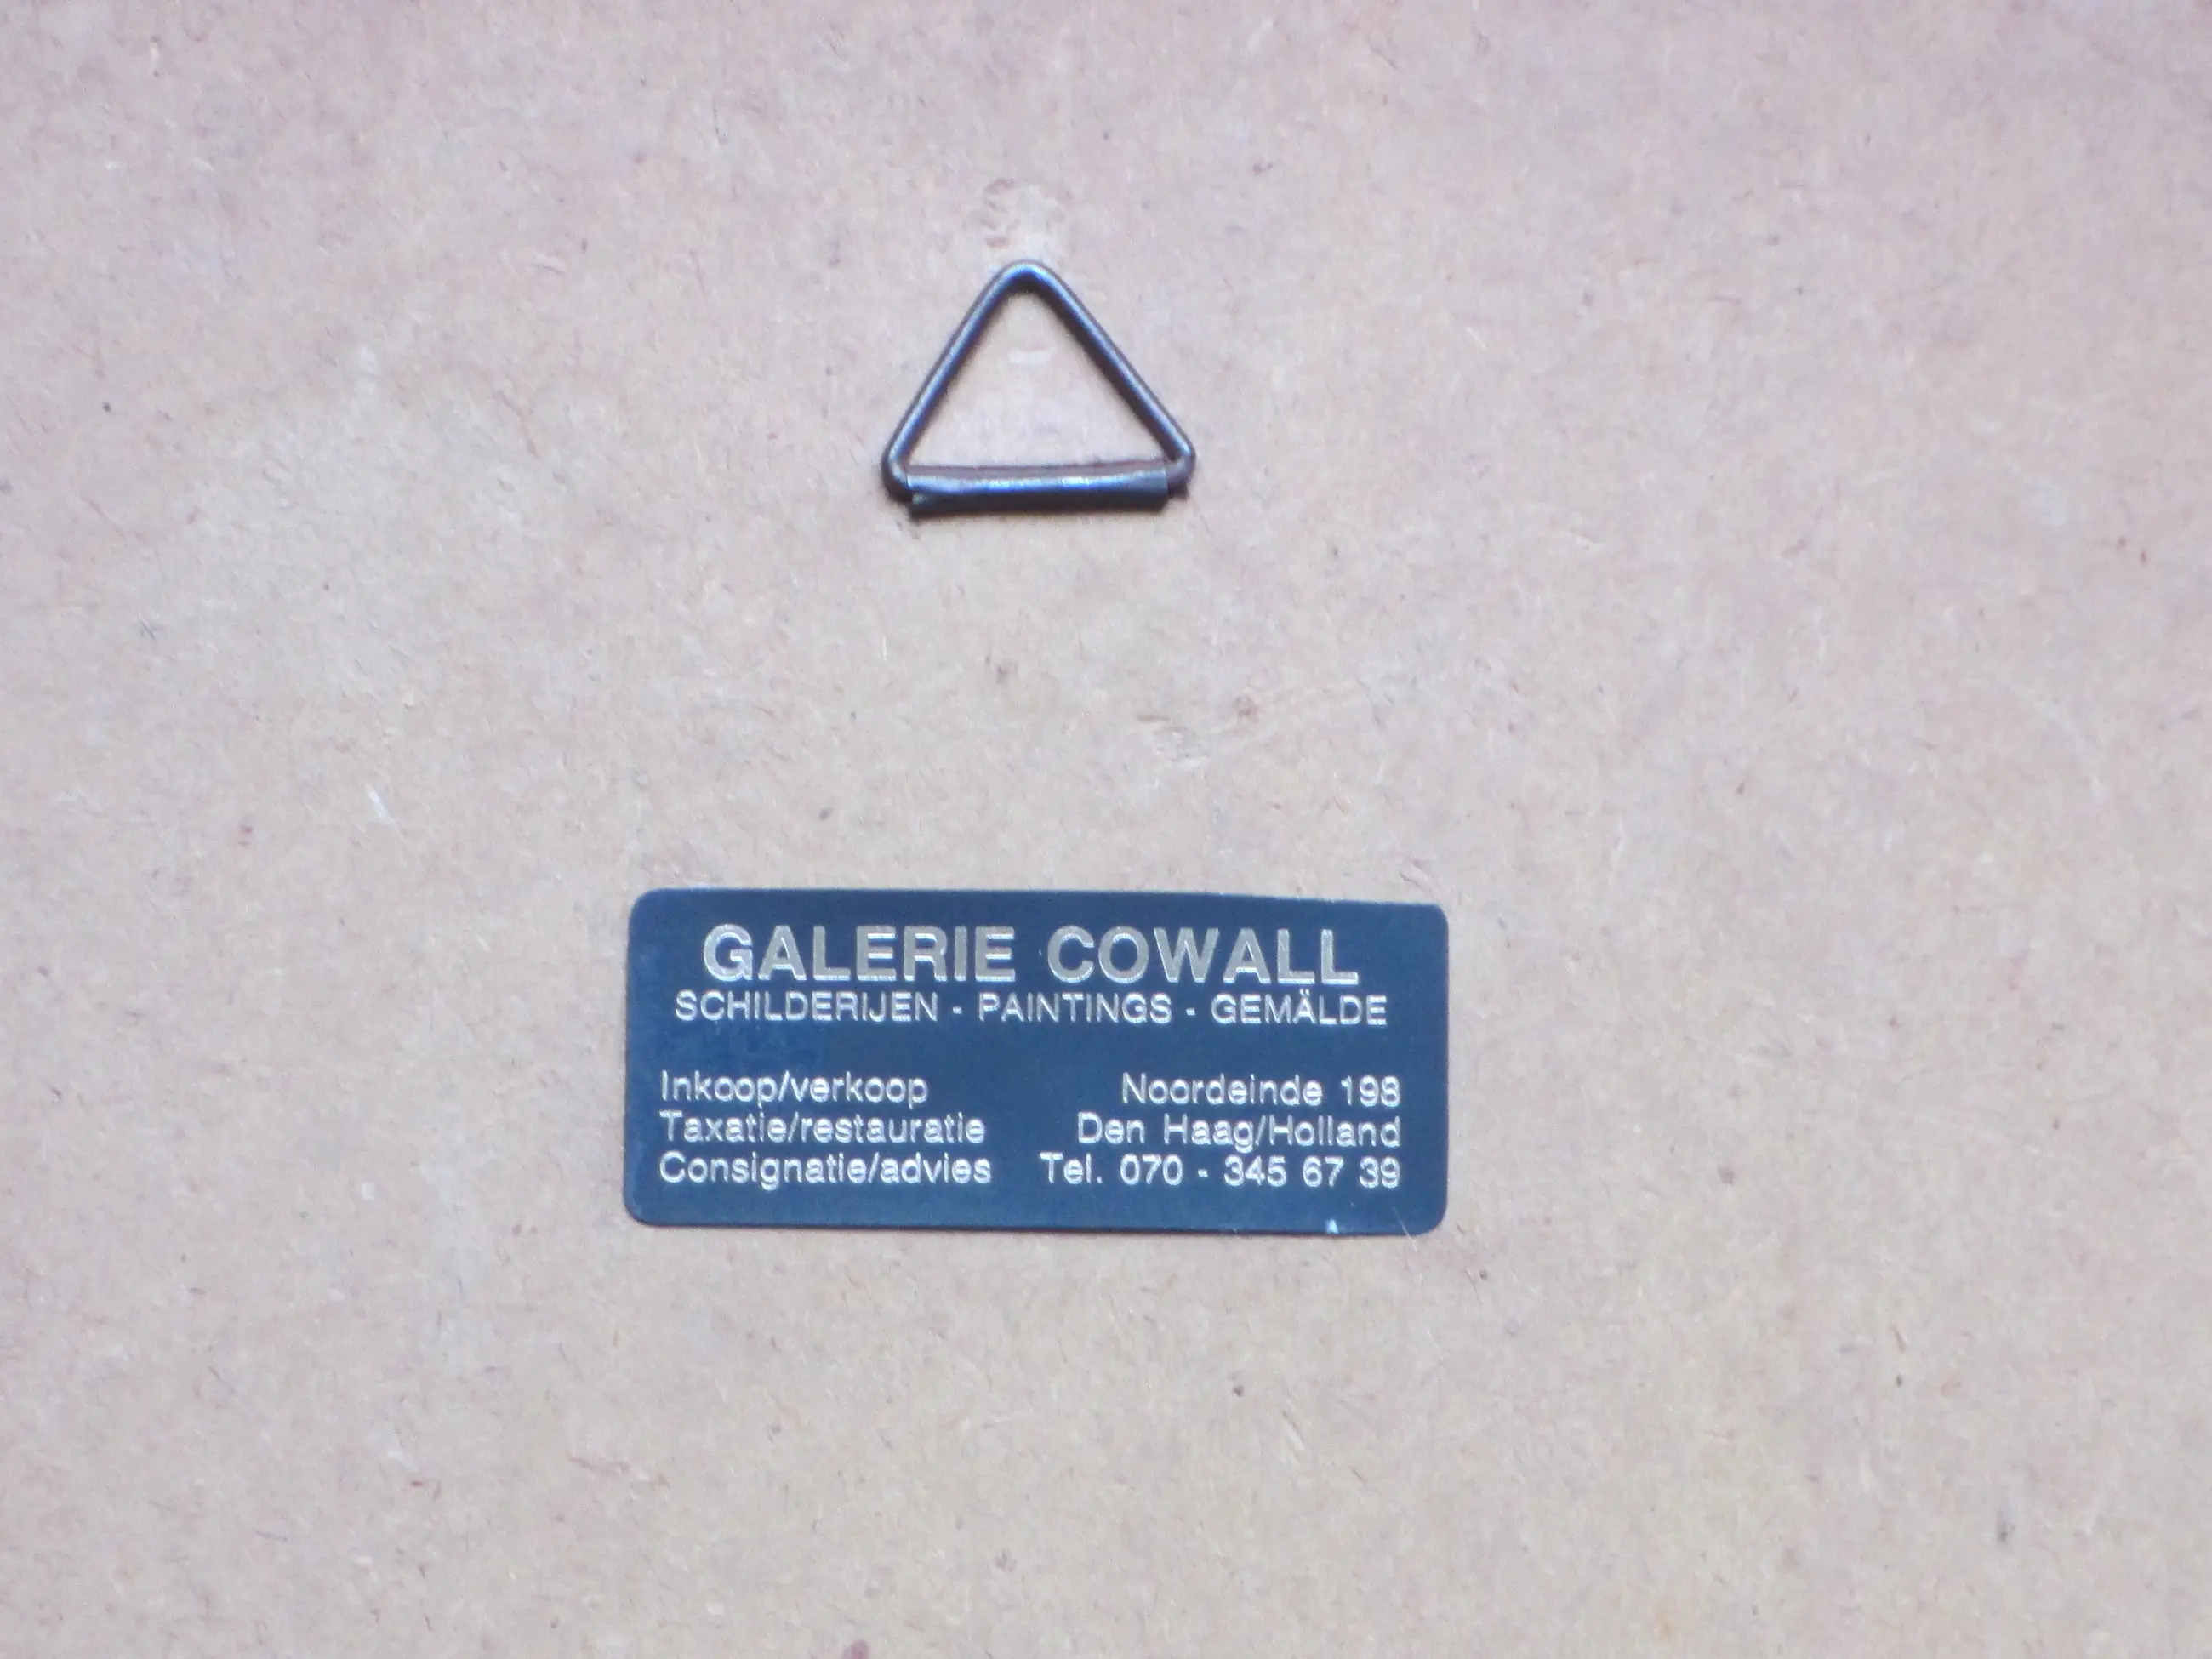 GALERIE COWALL
SCHILDERIJEN - PAINTINGS - GEMÄLDE
Inkoop/verkoop Noordeinde 198
Taxatie/restauratie Den Haag/Holland
Consignatie/advies Tel. 070 - 345 67 39